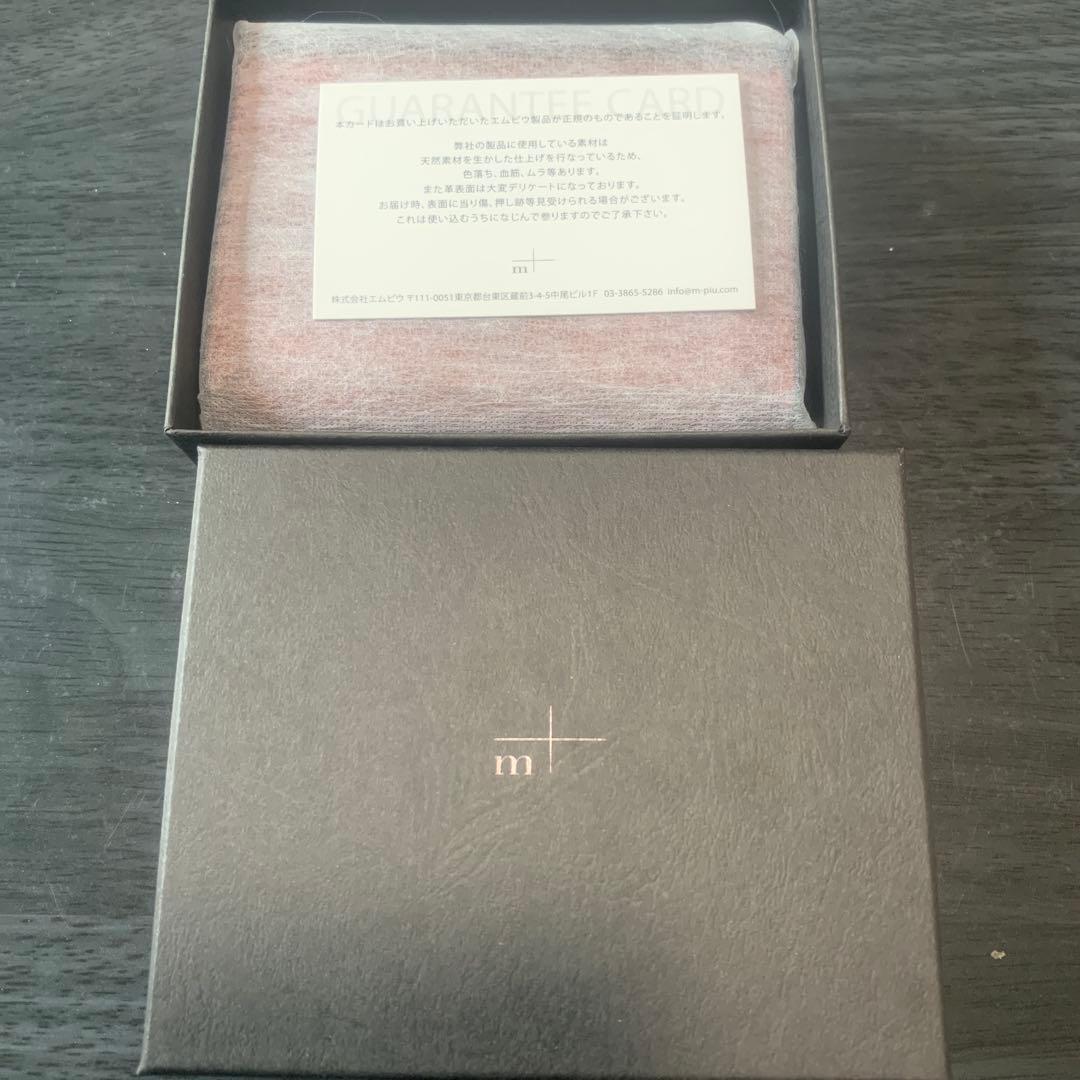 GUARANTEE CARD
本カードはお買い上げいただいたエムピウ製品が正規のものであることを証明します。
弊社の製品に使用している素材は
天然素材を生かした仕上げを行なっているため、
色落ち、血筋、ムラ等あります。
また革表面は大変デリケートになっております。
お届け時、表面に当り傷、押し跡等見受けられる場合がございます。
これは使い込むうちになじんで参りますのでご了承下さい。
m+
株式会社エムピウ 〒111-0051東京都台東区蔵前3-4-5中尾ビル1F 03-3865-5286 info@m-piu.com
m+